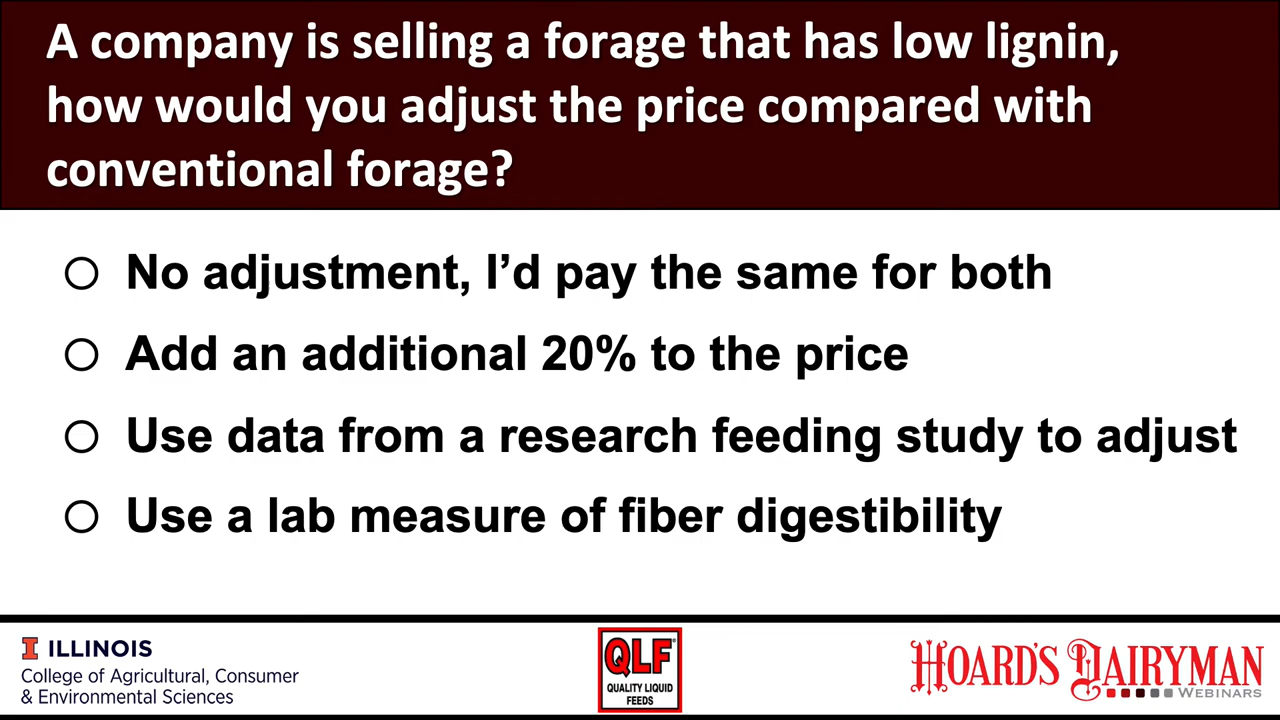 A company is selling a forage that has low lignin,
how would you adjust the price compared with
conventional forage?
No adjustment, I’d pay the same for both
Add an additional 20% to the price
Use data from a research feeding study to adjust
Use a lab measure of fiber digestibility
I ILLINOIS
College of Agricultural, Consumer
& Environmental Sciences
QLF®
QUALITY LIQUID
FEEDS
HOARD'S DAIRYMAN
WEBINARS